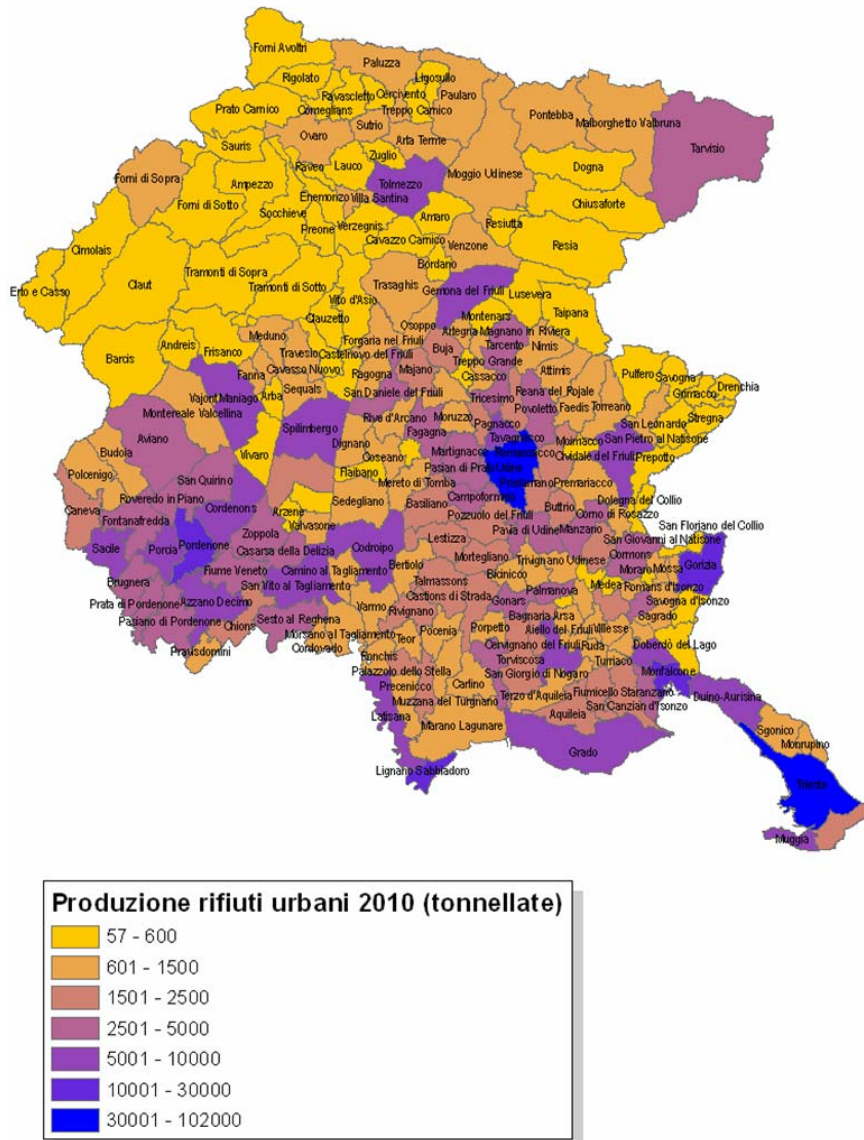 Forni Avoltri
Paluzza
Ligosullo
Rigolato
Ravascletto
Cercivento
Paularo
Comeglians
Treppo Carnico
Prato Carnico
Pontebba
Malborghetto Valbruna
Sutrio
Ovaro
Arta Terme
Tarvisio
Sauris
Zuglio
Raveo
Lauco
Dogna
Forni di Sopra
Ampezzo
Tolmezzo
Moggio Udinese
Enemonzo
Villa Santina
Chiusaforte
Forni di Sotto
Socchieve
Amaro
Preone
Verzegnis
Resiutta
Cimolais
Cavazzo Carnico
Venzone
Resia
Bordano
Tramonti di Sopra
Erto e Casso
Claut
Trasaghis
Tramonti di Sotto
Gemona del Friuli
Vito d'Asio
Lusevera
Clauzetto
Montenars
Taipana
Osoppo
Artegna
Magnano in Riviera
Meduno
Forgaria nel Friuli
Andreis
Buja
Tarcento
Nimis
Barcis
Frisanco
Travesio
Castelnovo del Friuli
Treppo Grande
Fanna
Cavasso Nuovo
Majano
Attimis
Pulfero
Savogna
Ragogna
Cassacco
Drenchia
Vajont
Maniago
Arba
Sequals
San Daniele del Friuli
Tricesimo
Reana del Rojale
Grimacco
Montereale Valcellina
Povoletto
Faedis
Torreano
San Leonardo
Stregna
Rive d'Arcano
Moruzzo
Pagnacco
Aviano
Spilimbergo
Dignano
Fagagna
Tavagnacco
Moimacco
San Pietro al Natisone
Budoia
Coseano
Martignacco
Remanzacco
Cividale del Friuli
Prepotto
Vivaro
Flaibano
Pasian di Prato
Udine
Polcenigo
San Quirino
Mereto di Tomba
Pradamano
Premariacco
Roveredo in Piano
Sedegliano
Basiliano
Campoformido
Dolegna del Collio
Caneva
Cordenons
Arzene
Buttrio
Corno di Rosazzo
Fontanafredda
Valvasone
Pozzuolo del Friuli
San Floriano del Collio
Zoppola
Lestizza
Pavia di Udine
Manzano
San Giovanni al Natisone
Sacile
Porcia
Pordenone
Casarsa della Delizia
Codroipo
Cormons
Mortegliano
Trivignano Udinese
Moraro
Mossa
Gorizia
Fiume Veneto
Camino al Tagliamento
Bertiolo
Bicinicco
Brugnera
San Vito al Tagliamento
Talmassons
Medea
Romans d'Isonzo
Prata di Pordenone
Azzano Decimo
Castions di Strada
Palmanova
Savogna d'Isonzo
Varmo
Rivignano
Gonars
Pasiano di Pordenone
Sesto al Reghena
Bagnaria Arsa
Sagrado
Chions
Morsano al Tagliamento
Teor
Pocenia
Porpetto
Aiello del Friuli
Villesse
Pravisdomini
Cordovado
Cervignano del Friuli
Ruda
Doberdò del Lago
Ronchis
Torviscosa
Turriaco
Palazzolo dello Stella
San Giorgio di Nogaro
Monfalcone
Precenicco
Carlino
Fiumicello
Staranzano
Duino-Aurisina
Muzzana del Turgnano
Terzo d'Aquileia
San Canzian d'Isonzo
Latisana
Aquileia
Marano Lagunare
Sgonico
Grado
Monrupino
Lignano Sabbiadoro
Trieste
Muggia
Produzione rifiuti urbani 2010 (tonnellate)
57 - 600
601 - 1500
1501 - 2500
2501 - 5000
5001 - 10000
10001 - 30000
30001 - 102000